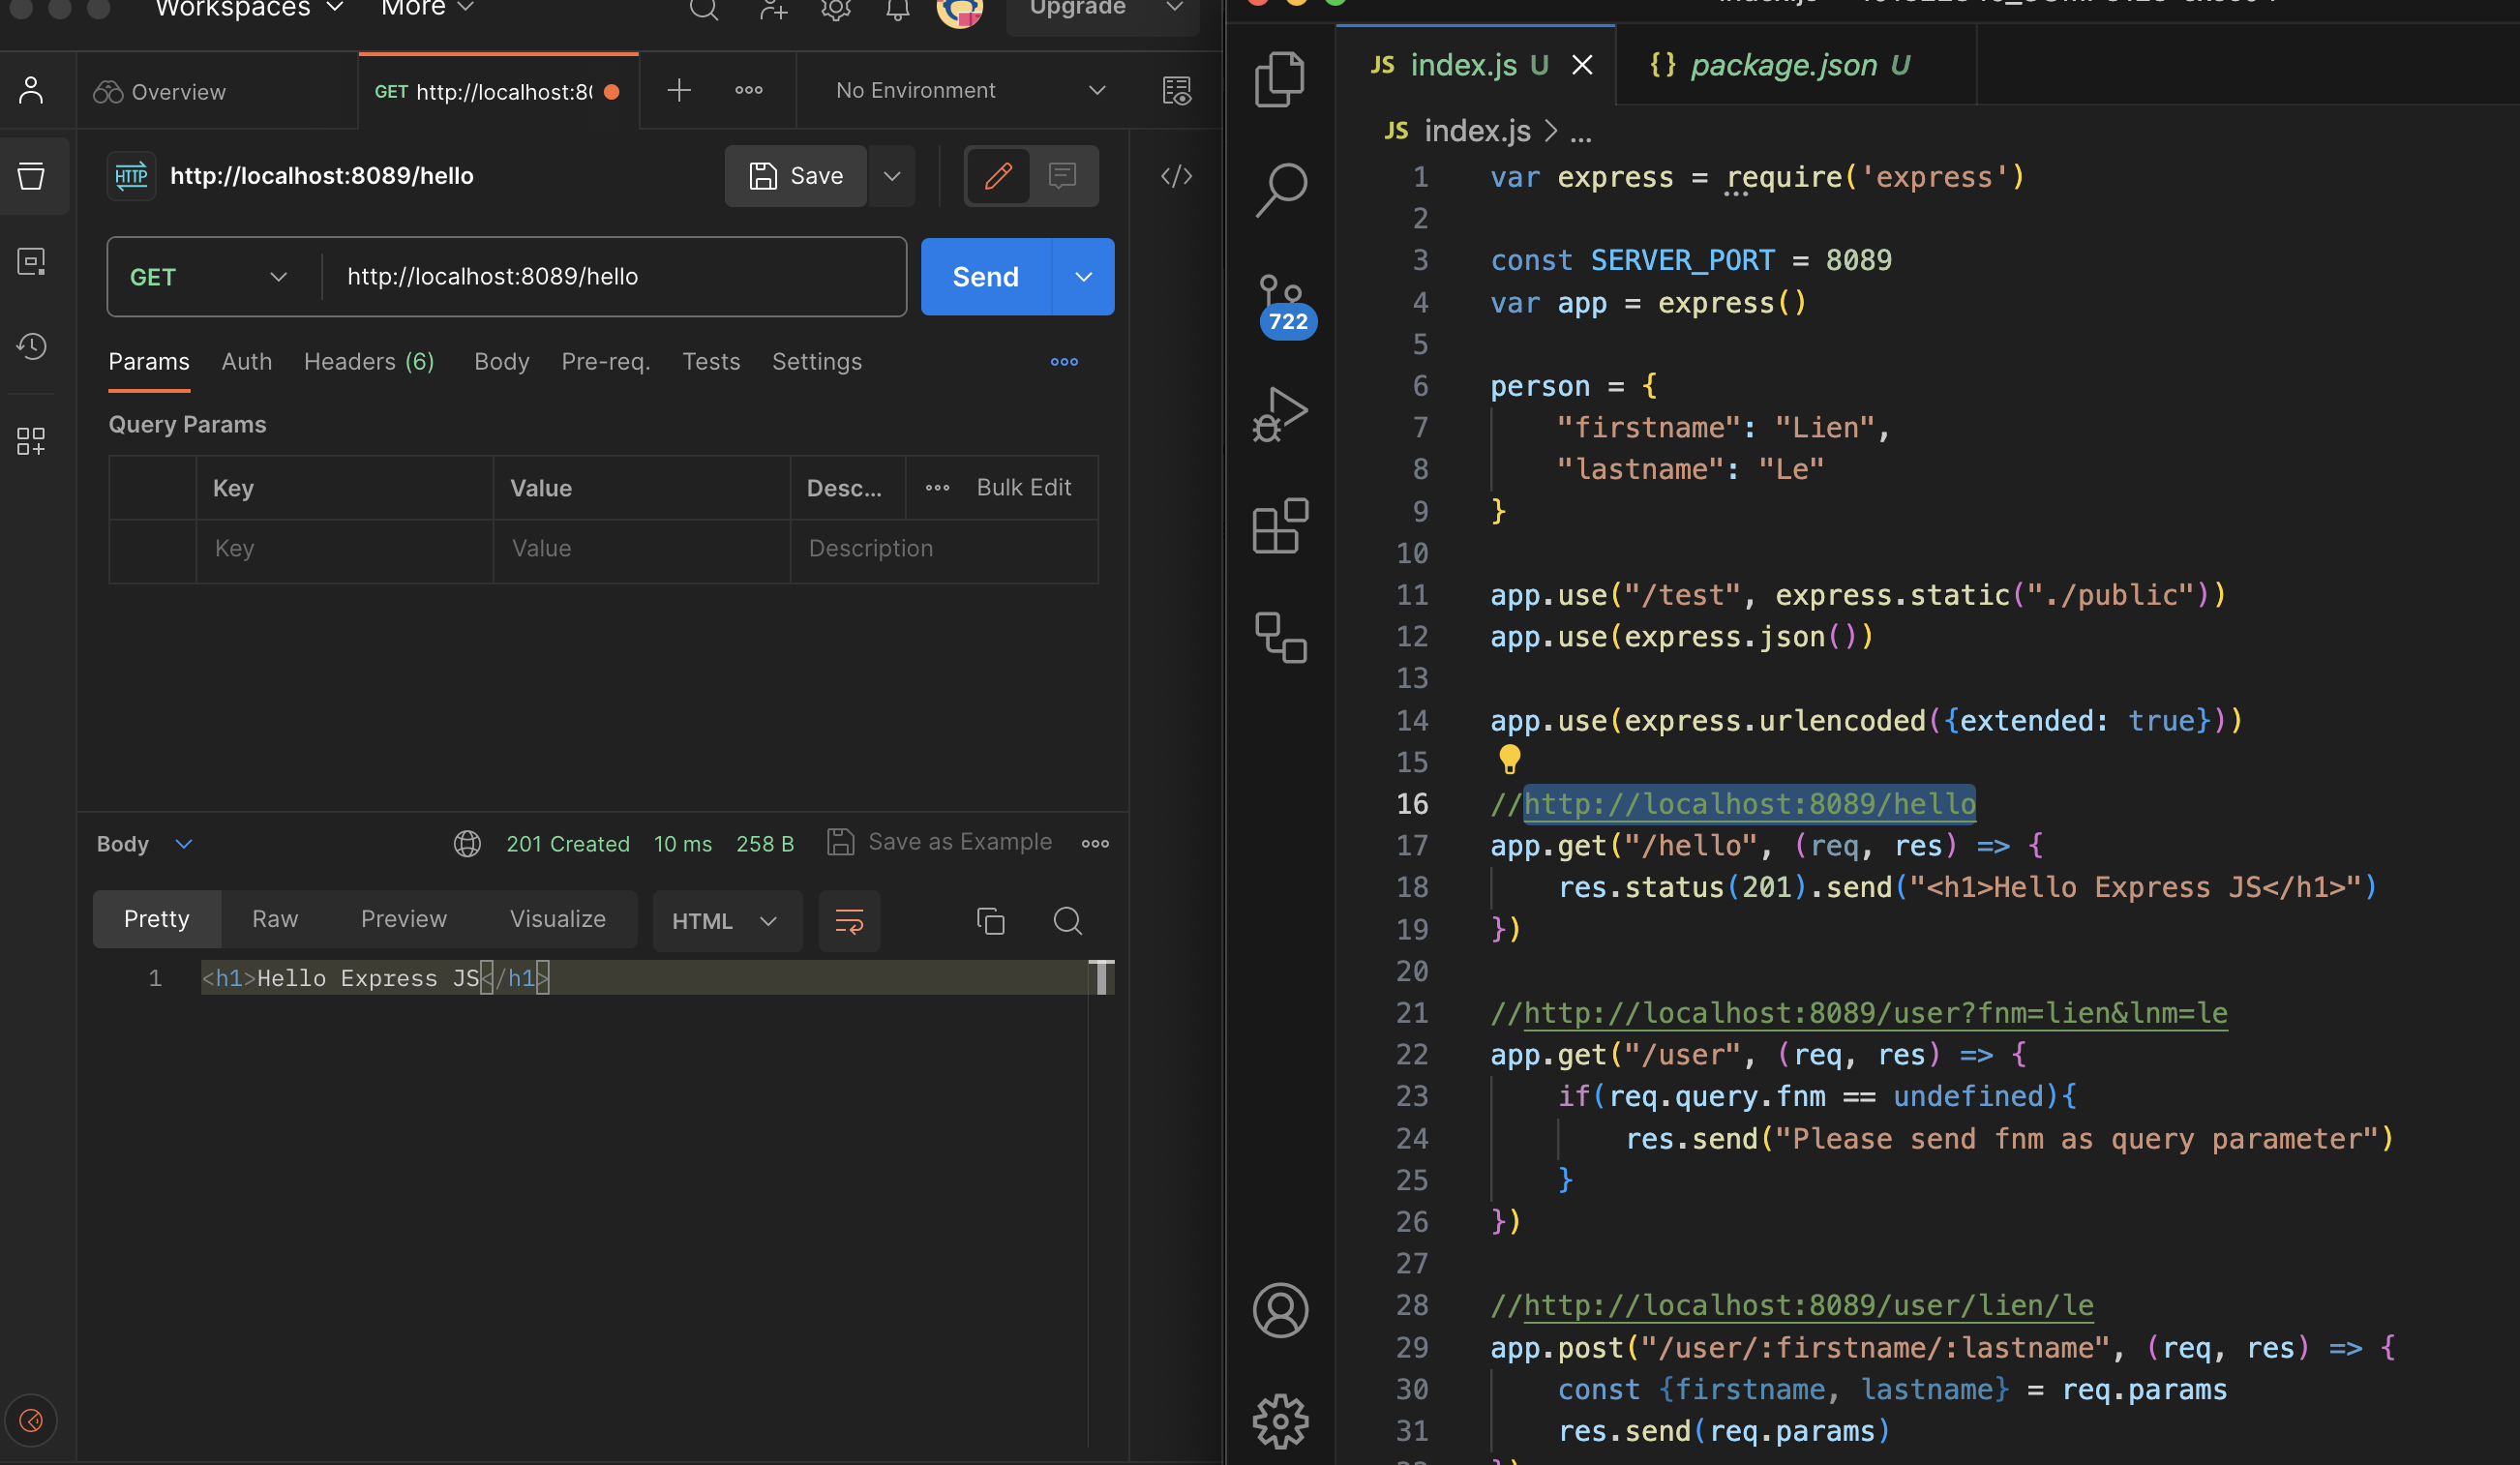 Workspaces
More
Upgrade
Overview
GET http://localhost:80
No Environment
HTTP http://localhost:8089/hello
Save
GET http://localhost:8089/hello
Send
Params Auth Headers (6) Body Pre-req. Tests Settings
Query Params
Key Value Desc... Bulk Edit
Key Value Description
Body 201 Created 10 ms 258 B Save as Example
Pretty Raw Preview Visualize HTML
1 <h1>Hello Express JS</h1>
JS index.js U
{} package.json U
JS index.js > ...
722
1 var express = require('express')
2
3 const SERVER_PORT = 8089
4 var app = express()
5
6 person = {
7 "firstname": "Lien",
8 "lastname": "Le"
9 }
10
11 app.use("/test", express.static("./public"))
12 app.use(express.json())
13
14 app.use(express.urlencoded({extended: true}))
15
16 //http://localhost:8089/hello
17 app.get("/hello", (req, res) => {
18 res.status(201).send("<h1>Hello Express JS</h1>")
19 })
20
21 //http://localhost:8089/user?fnm=lien&lnm=le
22 app.get("/user", (req, res) => {
23 if(req.query.fnm == undefined){
24 res.send("Please send fnm as query parameter")
25 }
26 })
27
28 //http://localhost:8089/user/lien/le
29 app.post("/user/:firstname/:lastname", (req, res) => {
30 const {firstname, lastname} = req.params
31 res.send(req.params)